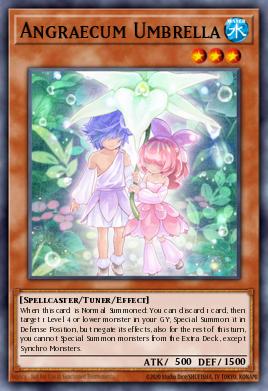 ANGRAECUM UMBRELLA
WATER
水
[Spellcaster/Tuner/Effect]
When this card is Normal Summoned: You can discard 1 card, then
target 1 Level 4 or lower monster in your GY; Special Summon it in
Defense Position, but negate its effects, also for the rest of this turn,
you cannot Special Summon monsters from the Extra Deck, except
Synchro Monsters.
ATK/ 500 DEF/1500
©2020 Studio Dice/SHUEISHA, TV TOKYO, KONAMI